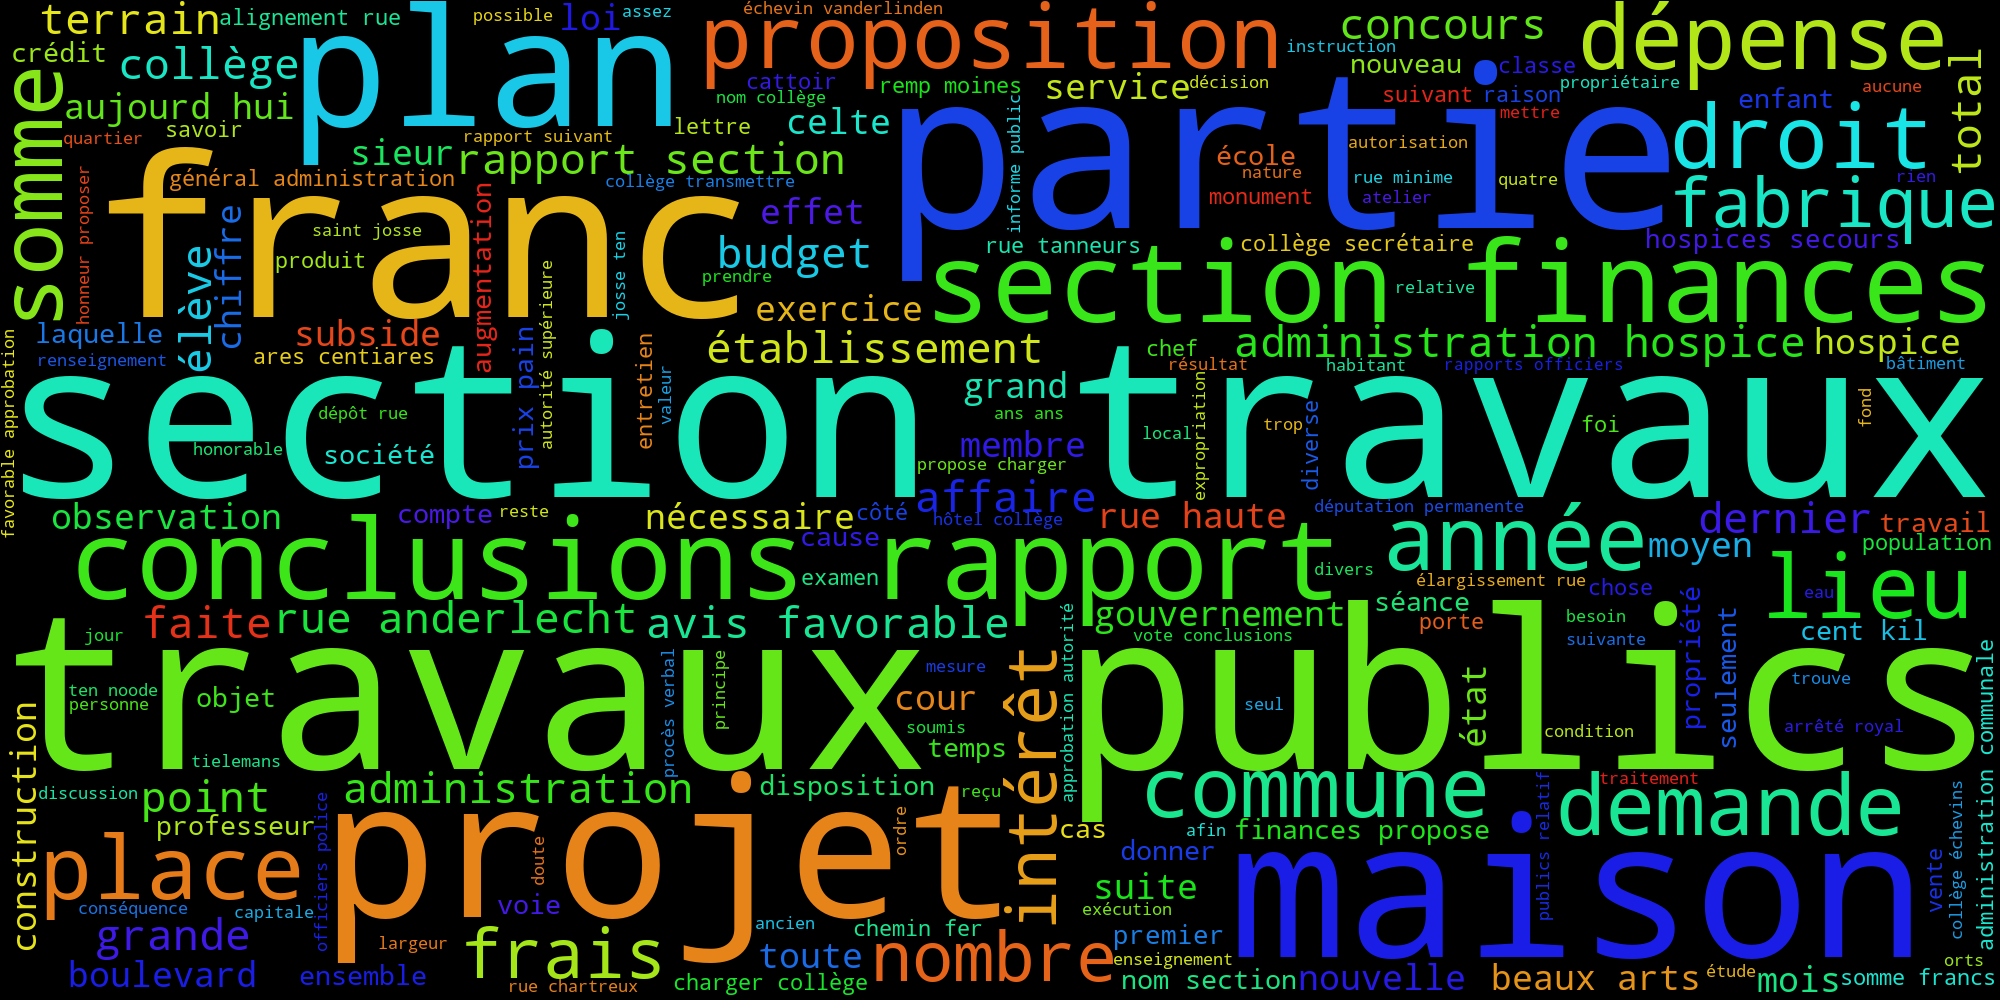 terrain
alignement rue
possible
loi
assez
échevin vanderlinden
concours
dépense
crédit
collège
plan
proposition
instruction
nouveau
classe
total
cattoir
nom collège
remp moines
service
décision
propriétaire
aujourd hui
suivant
raison
mettre
enfant
aucune
somme
quartier
savoir
rapport suivant
lettre
celte
informe public
partie
autorisation
droit
sieur
rapport section
école
nature
général administration
collège transmettre
rue minime
quatre
rien
fabrique
monument
atelier
honneur proposer
franc
saint josse
augmentation
effet
chiffre
élève
produit
josse ten
budget
prendre
rue tanneurs
collège secrétaire
hospices secours
section finances
relative
autorité supérieure
exercice
laquelle
subside
prix pain
entretien
établissement
chef
administration hospice
hospice
renseignement
ares centiares
valeur
résultat
habitant
rapports officiers
bâtiment
favorable approbation
section travaux
dépôt rue
grand
ans ans
expropriation
diverse
fond
honorable
société
membre
local
trop
foi
propose charger
affaire
observation
compte
reste
nécessaire
côté
hôtel collège
rue haute
députation permanente
dernier
travail
cause
conclusions rapport
année
moyen
population
examen
divers
élargissement rue
chose
lieu
eau
faite
rue anderlecht
avis favorable
approbation autorité
gouvernement
séance
porte
besoin
propriété
seulement
cent kil
jour
vote conclusions
suivante
travaux publics
procès verbal
principe
mesure
intérêt
état
trouve
administration communale
ten noode
personne
objet
cour
seul
construction
soumis
condition
arrêté royal
tielemans
temps
discussion
point
administration
disposition
reçu
commune
traitement
demande
professeur
officiers police
projet
ordre
cas
afin
finances propose
publics relatif
collège échevins
place
doute
donner
maison
vente
conséquence
capitale
voie
suite
exécution
ancien
chemin fer
grande
largeur
frais
toute
nombre
premier
enseignement
boulevard
ensemble
rue chartreux
charger collège
nom section
nouvelle
beaux arts
étude
mois
orts
somme francs